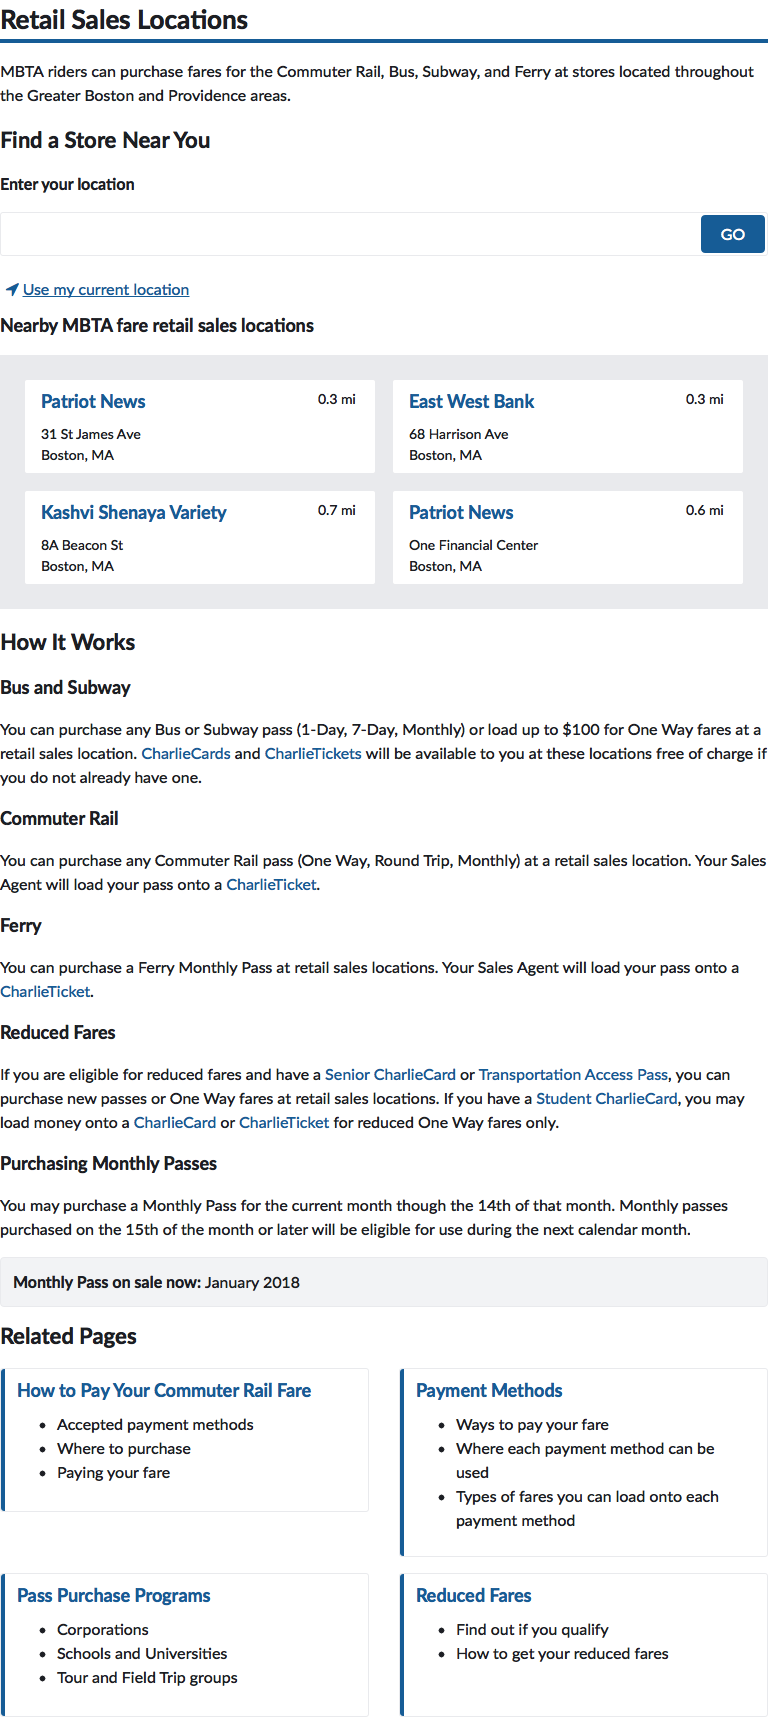 Retail Sales Locations
MBTA riders can purchase fares for the Commuter Rail, Bus, Subway, and Ferry at stores located throughout
the Greater Boston and Providence areas.
Find a Store Near You
Enter your location
GO
Use my current location
Nearby MBTA fare retail sales locations
Patriot News 0.3 mi
31 St James Ave
Boston, MA
East West Bank 0.3 mi
68 Harrison Ave
Boston, MA
Kashvi Shenaya Variety 0.7 mi
8A Beacon St
Boston, MA
Patriot News 0.6 mi
One Financial Center
Boston, MA
How It Works
Bus and Subway
You can purchase any Bus or Subway pass (1-Day, 7-Day, Monthly) or load up to $100 for One Way fares at a
retail sales location. CharlieCards and CharlieTickets will be available to you at these locations free of charge if
you do not already have one.
Commuter Rail
You can purchase any Commuter Rail pass (One Way, Round Trip, Monthly) at a retail sales location. Your Sales
Agent will load your pass onto a CharlieTicket.
Ferry
You can purchase a Ferry Monthly Pass at retail sales locations. Your Sales Agent will load your pass onto a
CharlieTicket.
Reduced Fares
If you are eligible for reduced fares and have a Senior CharlieCard or Transportation Access Pass, you can
purchase new passes or One Way fares at retail sales locations. If you have a Student CharlieCard, you may
load money onto a CharlieCard or CharlieTicket for reduced One Way fares only.
Purchasing Monthly Passes
You may purchase a Monthly Pass for the current month though the 14th of that month. Monthly passes
purchased on the 15th of the month or later will be eligible for use during the next calendar month.
Monthly Pass on sale now: January 2018
Related Pages
How to Pay Your Commuter Rail Fare
• Accepted payment methods
• Where to purchase
• Paying your fare
Payment Methods
• Ways to pay your fare
• Where each payment method can be
used
• Types of fares you can load onto each
payment method
Pass Purchase Programs
• Corporations
• Schools and Universities
• Tour and Field Trip groups
Reduced Fares
• Find out if you qualify
• How to get your reduced fares